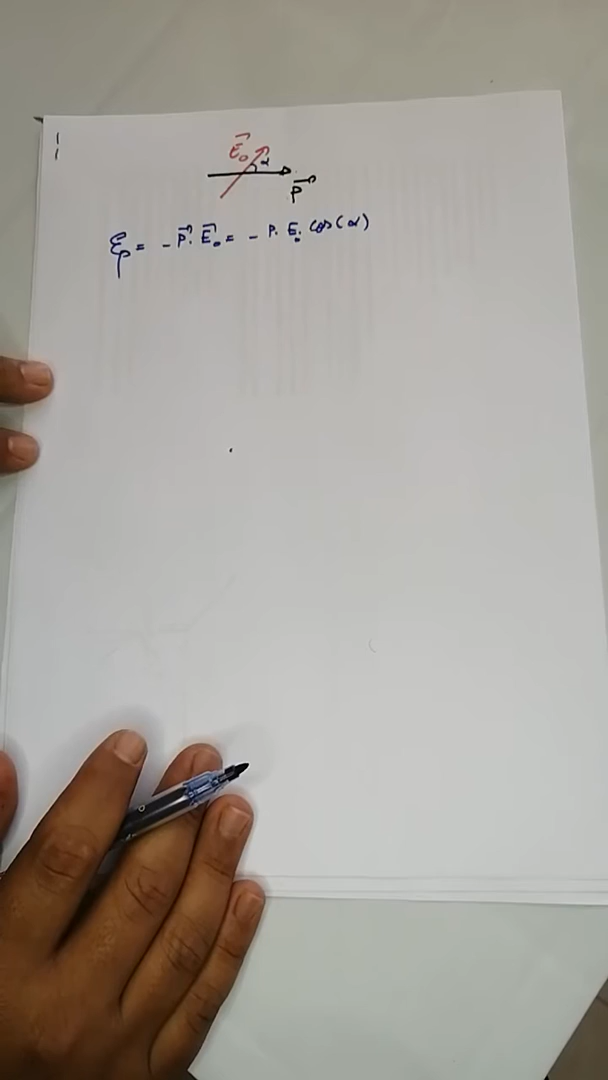 E⃗₀ α
P⃗
ℰp = - P⃗. E⃗₀ = - P. E₀. cos(α)